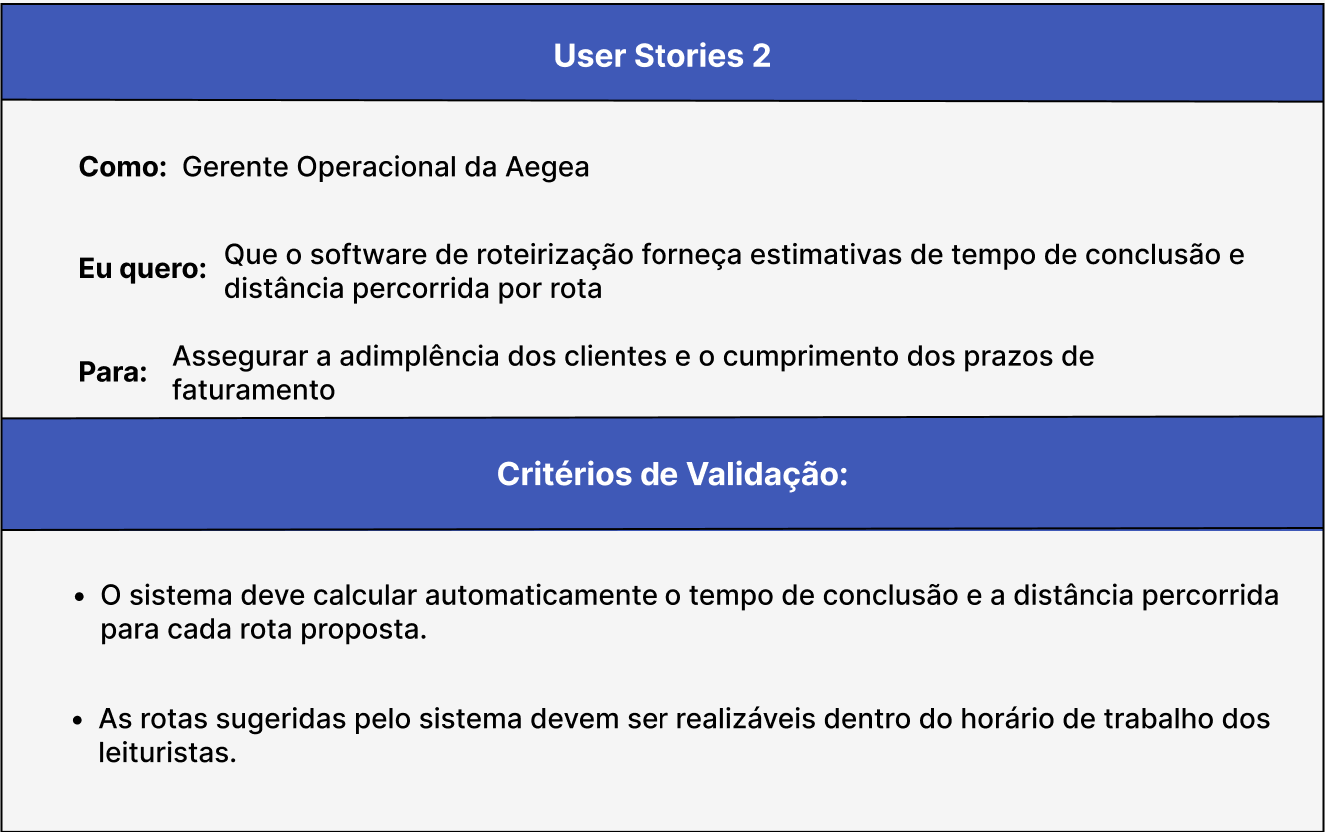 User Stories 2
Como: Gerente Operacional da Aegea
Eu quero: Que o software de roteirização forneça estimativas de tempo de conclusão e
distância percorrida por rota
Para: Assegurar a adimplência dos clientes e o cumprimento dos prazos de
faturamento
Critérios de Validação:
• O sistema deve calcular automaticamente o tempo de conclusão e a distância percorrida
para cada rota proposta.
• As rotas sugeridas pelo sistema devem ser realizáveis dentro do horário de trabalho dos
leituristas.